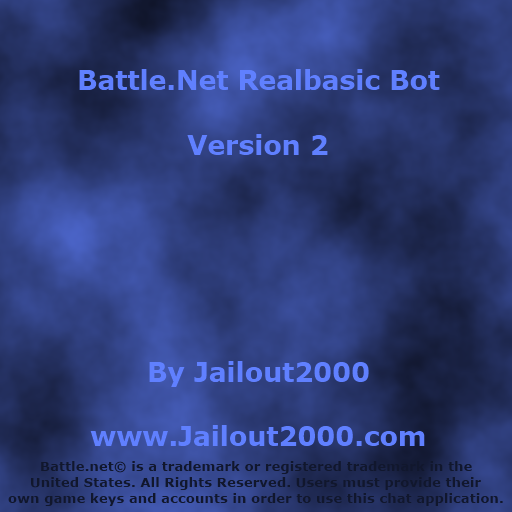 Battle.Net Realbasic Bot
Version 2
By Jailout2000
www.Jailout2000.com
Battle.net© is a trademark or registered trademark in the
United States. All Rights Reserved. Users must provide their
own game keys and accounts in order to use this chat application.